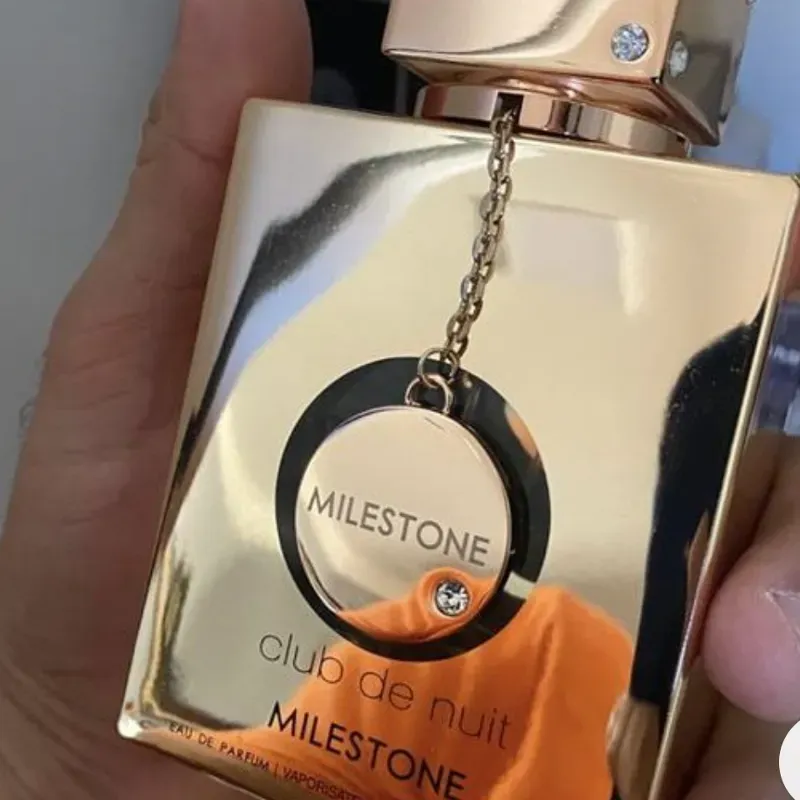 MILESTONE
club de nuit
MILESTONE
EAU DE PARFUM |